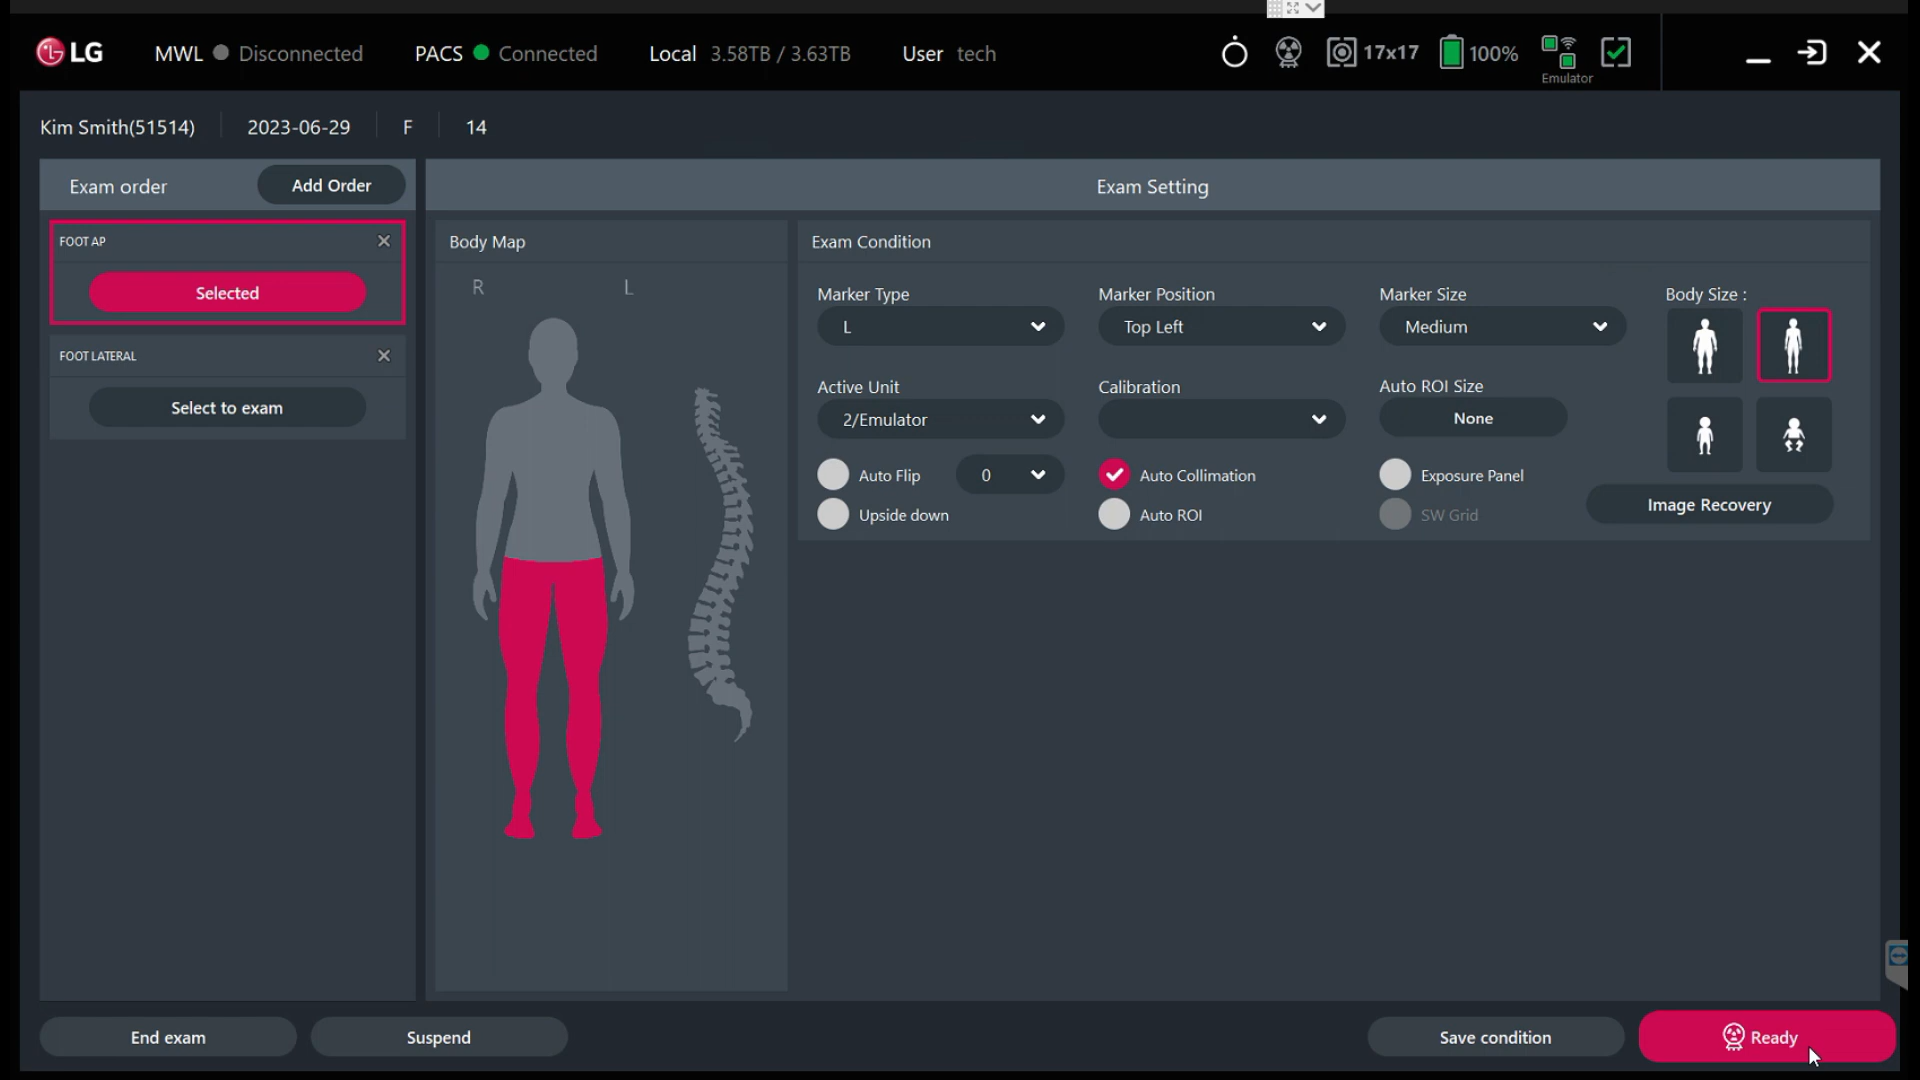 LG MWL Disconnected PACS Connected Local 3.58TB / 3.63TB User tech 17x17 100% Emulator
Kim Smith(51514) 2023-06-29 F 14
Exam order Add Order
FOOT AP
Selected
FOOT LATERAL
Select to exam
Exam Setting
Body Map
R L
Exam Condition
Marker Type Marker Position Marker Size Body Size :
L Top Left Medium
Active Unit Calibration Auto ROI Size
2/Emulator None
Auto Flip 0 Auto Collimation Exposure Panel
Image Recovery
Upside down Auto ROI SW Grid
End exam Suspend Save condition Ready